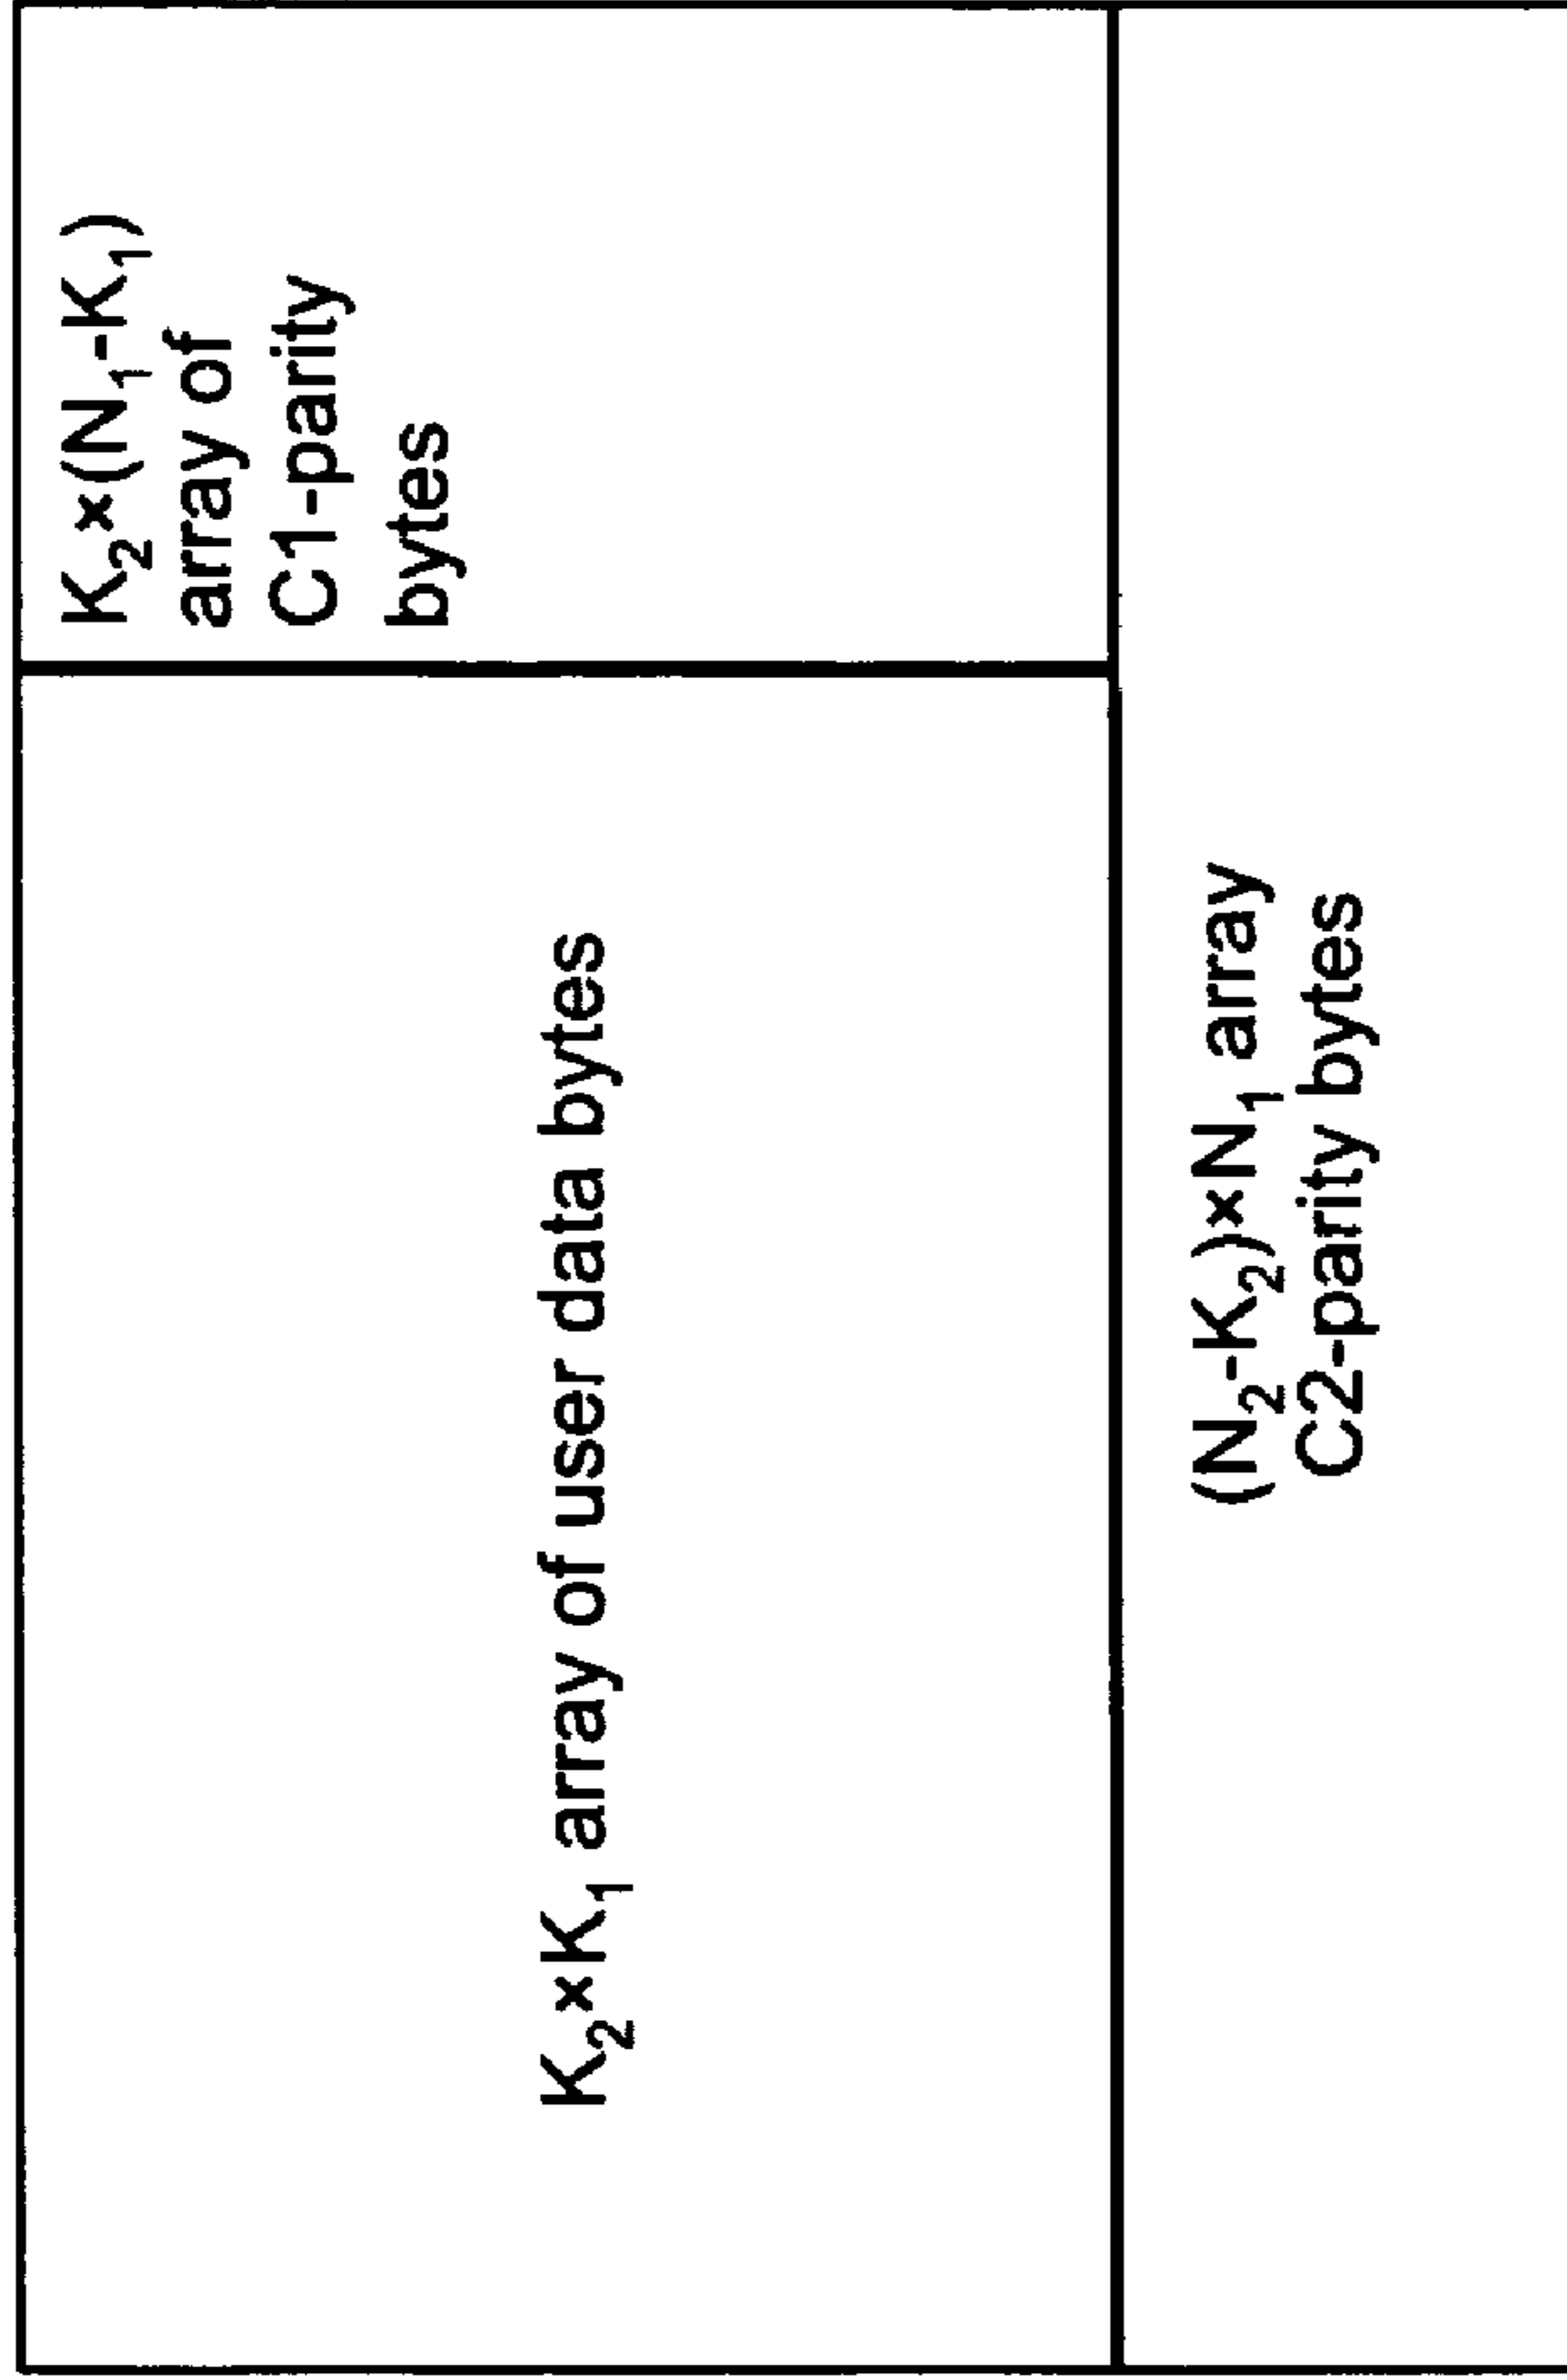 K₂×K₁ array of user data bytes
K₂×(N₁-K₁)
array of
C1-parity
bytes
(N₂-K₂)×N₁ array
C2-parity bytes